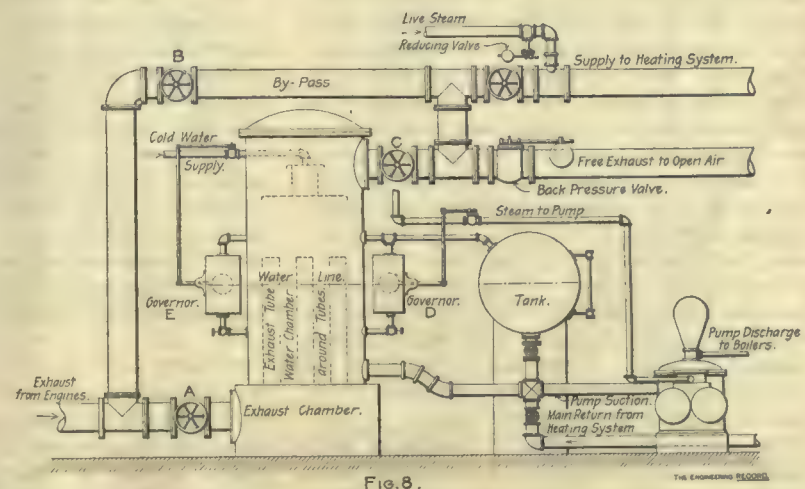 Live Steam
Reducing Valve
Supply to Heating System.
B
By-Pass
Cold Water
Supply.
C
Free Exhaust to Open Air
Back Pressure Valve.
Steam to Pump
Water Line.
Governor.
E
Exhaust Tube
Water Chamber
Around Tubes.
Governor.
D
Tank.
Pump Discharge
to Boilers.
Exhaust
from Engines.
A
Exhaust Chamber.
Pump Suction.
Main Return from
Heating System
FIG. 8.
THE ENGINEERING RECORD.